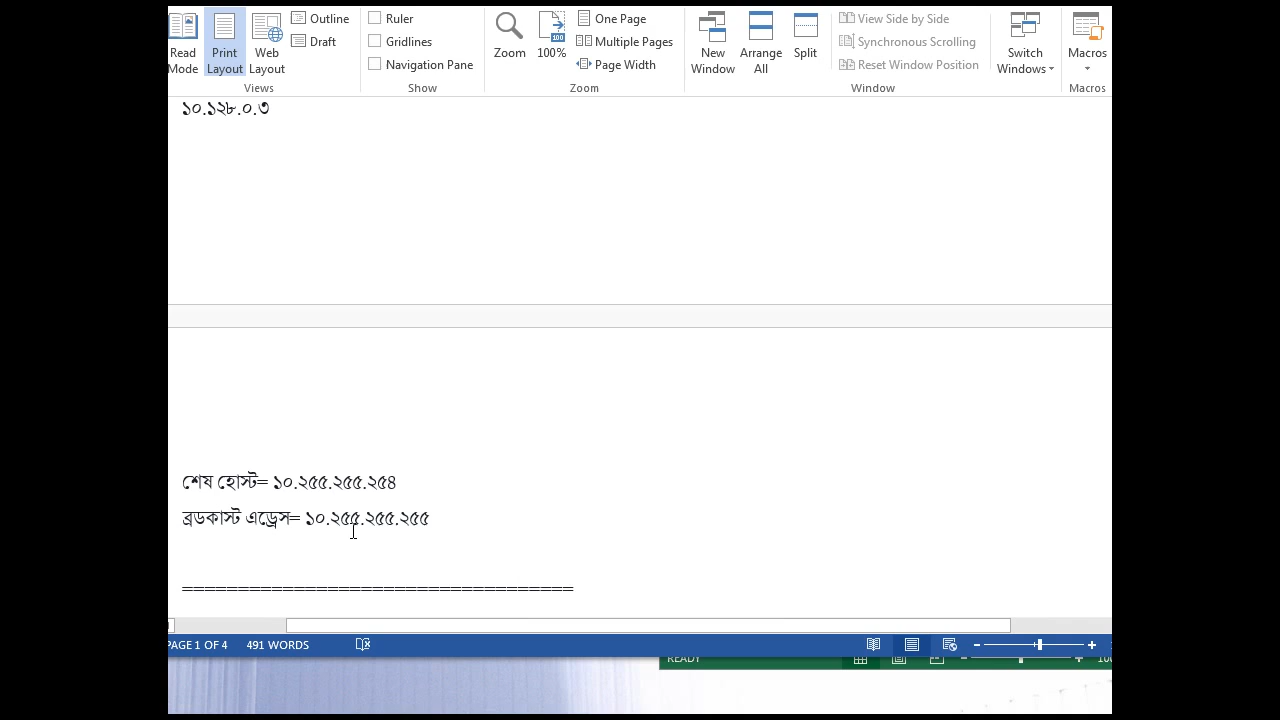 Read Mode
Print Layout
Web Layout
Outline
Draft
Views
Ruler
Gridlines
Navigation Pane
Show
Zoom
100%
One Page
Multiple Pages
Page Width
Zoom
New Window
Arrange All
Split
View Side by Side
Synchronous Scrolling
Reset Window Position
Window
Switch Windows
Macros
Macros
১০.১২৮.০.৩
শেষ হোস্ট= ১০.২৫৫.২৫৫.২৫৪
ব্রডকাস্ট এড্রেস= ১০.২৫৫.২৫৫.২৫৫
===================================
PAGE 1 OF 4 491 WORDS
READY